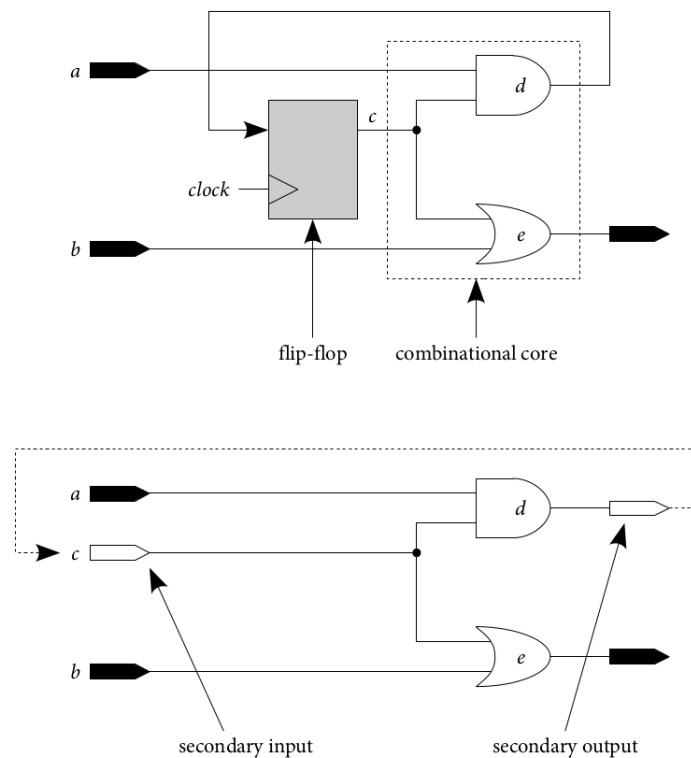 a
d
c
clock
b
e
flip-flop
combinational core
a
d
c
b
e
secondary input
secondary output